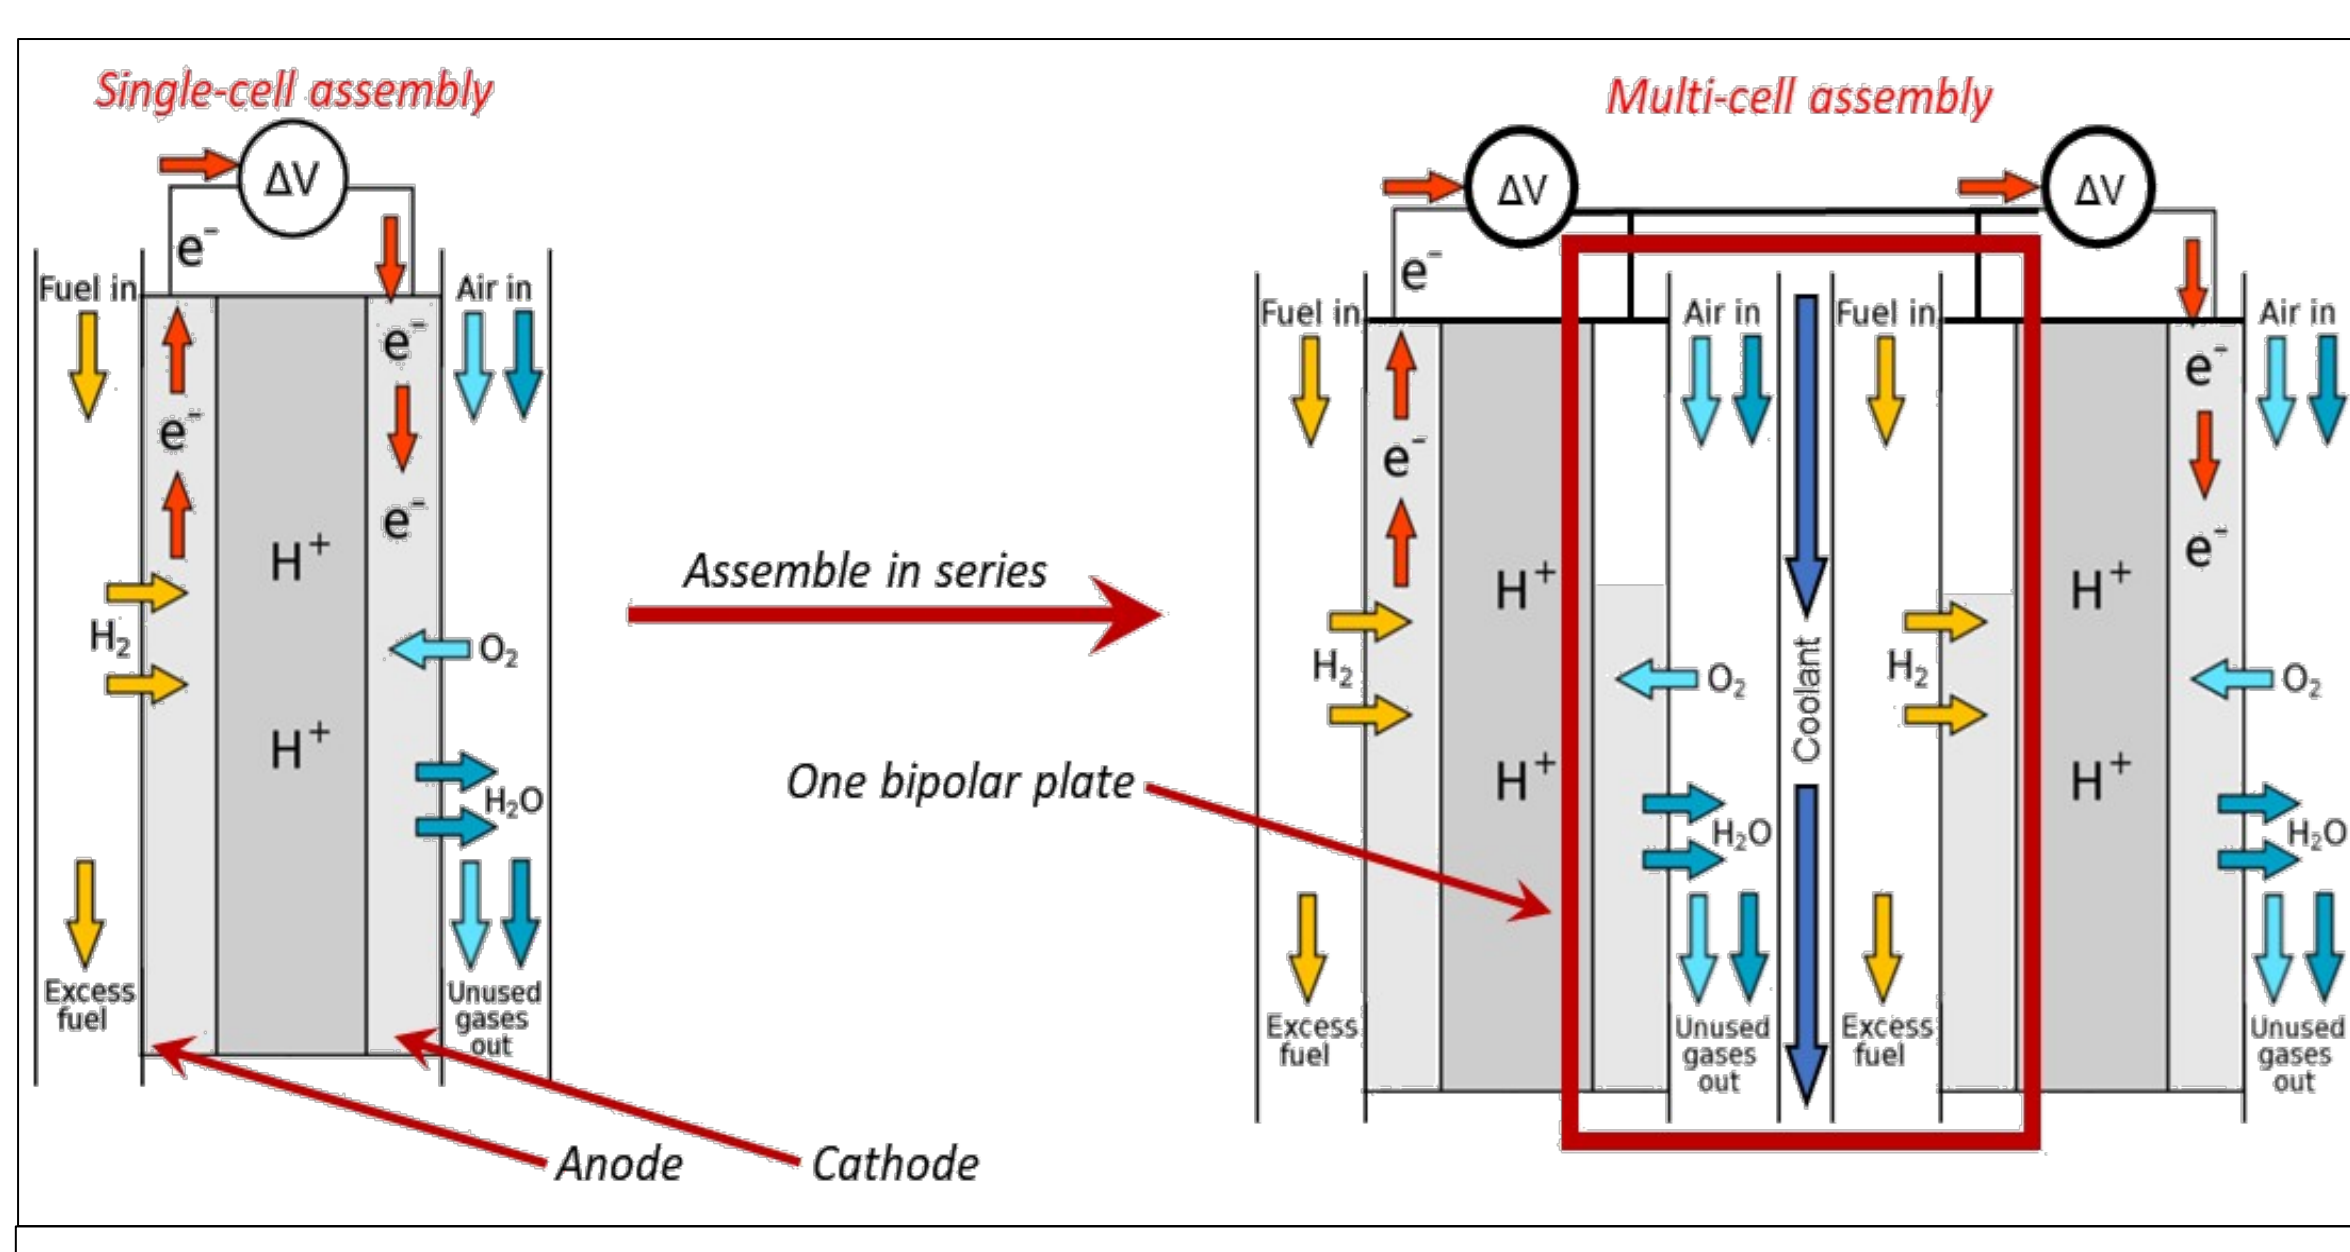 Single-cell assembly
ΔV
e⁻
Fuel in
Air in
e⁻
e⁻
e⁻
H⁺
H₂
O₂
H⁺
H₂O
Excess
fuel
Unused
gases
out
Anode
Cathode
Assemble in series
One bipolar plate
Multi-cell assembly
ΔV
ΔV
e⁻
Fuel in
Air in
Fuel in
Air in
e⁻
e⁻
e⁻
H⁺
H⁺
H₂
O₂
Coolant
H₂
O₂
H⁺
H⁺
H₂O
H₂O
Excess
fuel
Unused
gases
out
Excess
fuel
Unused
gases
out